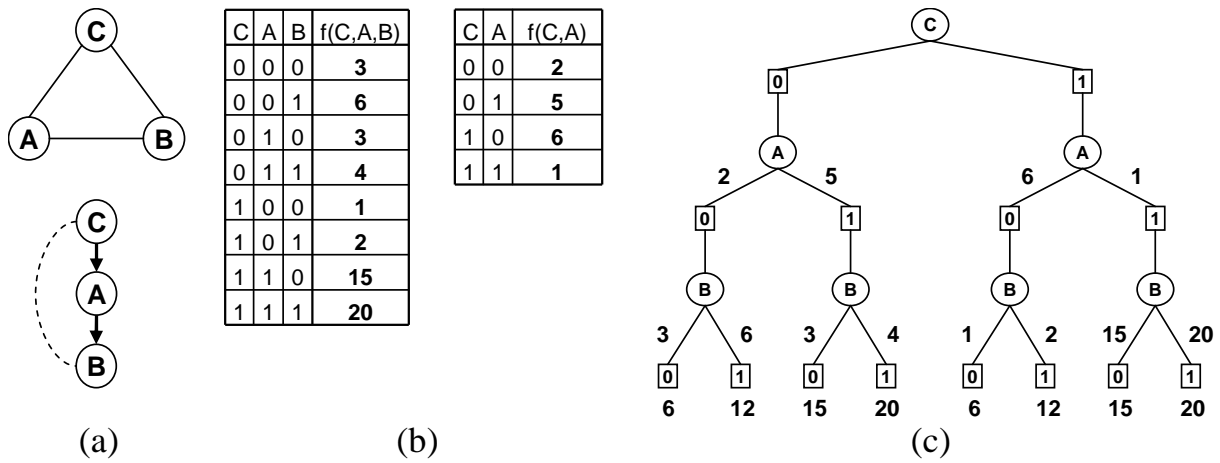 C
A B
C
A
B
(a)
C A B f(C,A,B)
0 0 0 3
0 0 1 6
0 1 0 3
0 1 1 4
1 0 0 1
1 0 1 2
1 1 0 15
1 1 1 20
C A f(C,A)
0 0 2
0 1 5
1 0 6
1 1 1
(b)
C
0 1
A A
2 5 6 1
0 1 0 1
B B B B
3 6 3 4 1 2 15 20
0 1 0 1 0 1 0 1
6 12 15 20 6 12 15 20
(c)